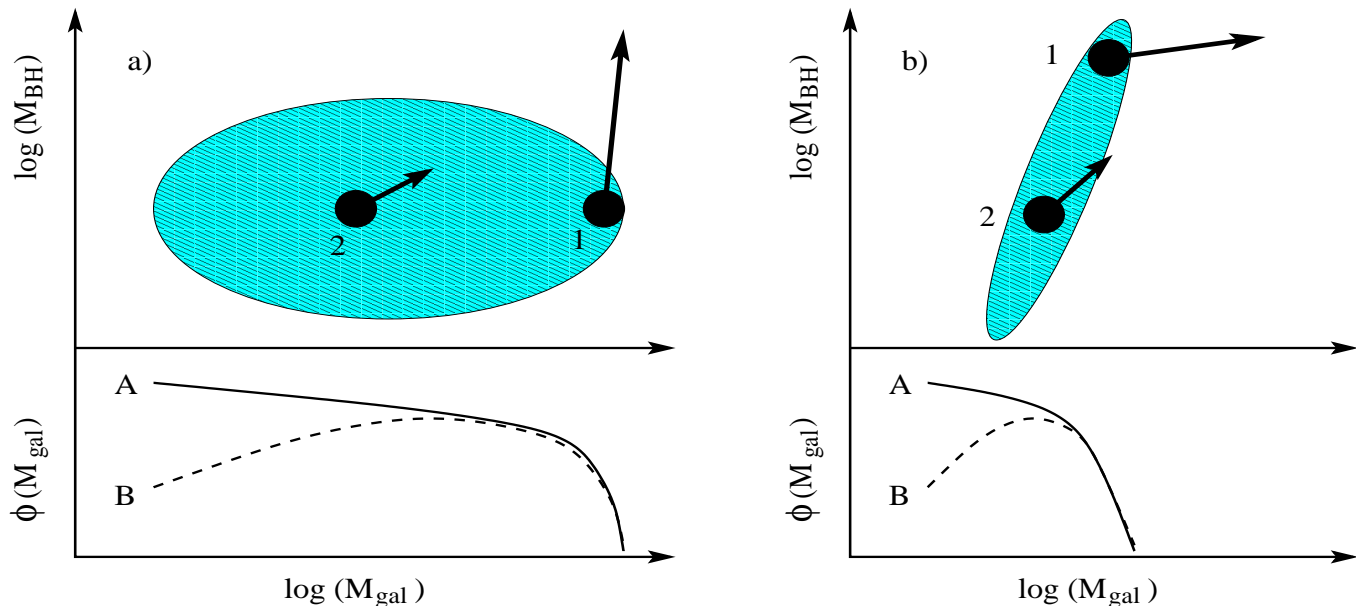 a)
log (M_BH)
1
2
A
B
ϕ (M_gal)
log (M_gal )
b)
log (M_BH)
1
2
A
B
ϕ (M_gal)
log (M_gal )